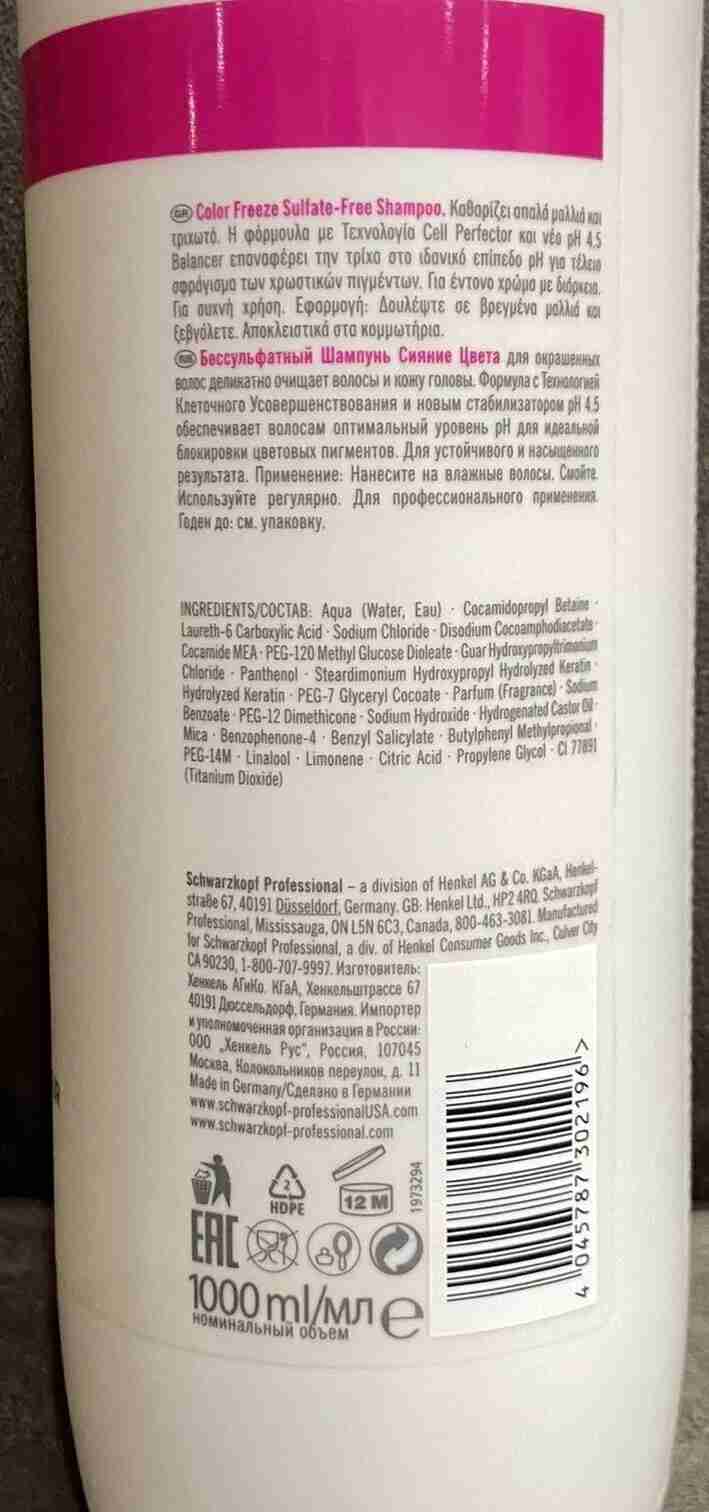 GR Color Freeze Sulfate-Free Shampoo. Καθαρίζει απαλά μαλλιά και
τριχωτό. Η φόρμουλα με Τεχνολογία Cell Perfector και νέο pH 4.5
Balancer επαναφέρει την τρίχα στο ιδανικό επίπεδο pH για τέλειο
σφράγισμα των χρωστικών πιγμέντων. Για έντονο χρώμα με διάρκεια.
Για συχνή χρήση. Εφαρμογή: Δουλέψτε σε βρεγμένα μαλλιά και
ξεβγάλετε. Αποκλειστικά στα κομμωτήρια.
RUS Бессульфатный Шампунь Сияние Цвета для окрашенных
волос деликатно очищает волосы и кожу головы. Формула с Технологией
Клеточного Усовершенствования и новым стабилизатором pH 4.5
обеспечивает волосам оптимальный уровень pH для идеальной
блокировки цветовых пигментов. Для устойчивого и насыщенного
результата. Применение: Нанесите на влажные волосы. Смойте.
Используйте регулярно. Для профессионального применения.
Годен до: см. упаковку.
INGREDIENTS/СОСТАВ: Aqua (Water, Eau) · Cocamidopropyl Betaine ·
Laureth-6 Carboxylic Acid · Sodium Chloride · Disodium Cocoamphodiacetate ·
Cocamide MEA · PEG-120 Methyl Glucose Dioleate · Guar Hydroxypropyltrimonium
Chloride · Panthenol · Steardimonium Hydroxypropyl Hydrolyzed Keratin ·
Hydrolyzed Keratin · PEG-7 Glyceryl Cocoate · Parfum (Fragrance) · Sodium
Benzoate · PEG-12 Dimethicone · Sodium Hydroxide · Hydrogenated Castor Oil ·
Mica · Benzophenone-4 · Benzyl Salicylate · Butylphenyl Methylpropional ·
PEG-14M · Linalool · Limonene · Citric Acid · Propylene Glycol · CI 77891
(Titanium Dioxide)
Schwarzkopf Professional – a division of Henkel AG & Co. KGaA, Henkel-
straße 67, 40191 Düsseldorf, Germany. GB: Henkel Ltd., HP2 4RQ. Schwarzkopf
Professional, Mississauga, ON L5N 6C3, Canada, 800-463-3081. Manufactured
for Schwarzkopf Professional, a div. of Henkel Consumer Goods Inc., Culver City
CA 90230, 1-800-707-9997. Изготовитель:
Хенкель АГиКо. КГаА, Хенкельштрассе 67
40191 Дюссельдорф, Германия. Импортер
и уполномоченная организация в России:
ООО „Хенкель Рус", Россия, 107045
Москва, Колокольников переулок, д. 11
Made in Germany/Сделано в Германии
www.schwarzkopf-professionalUSA.com
www.schwarzkopf-professional.com
2
HDPE
12 M
1973294
EAC
1000 ml/мл e
номинальный объем
4 045787 302196 >